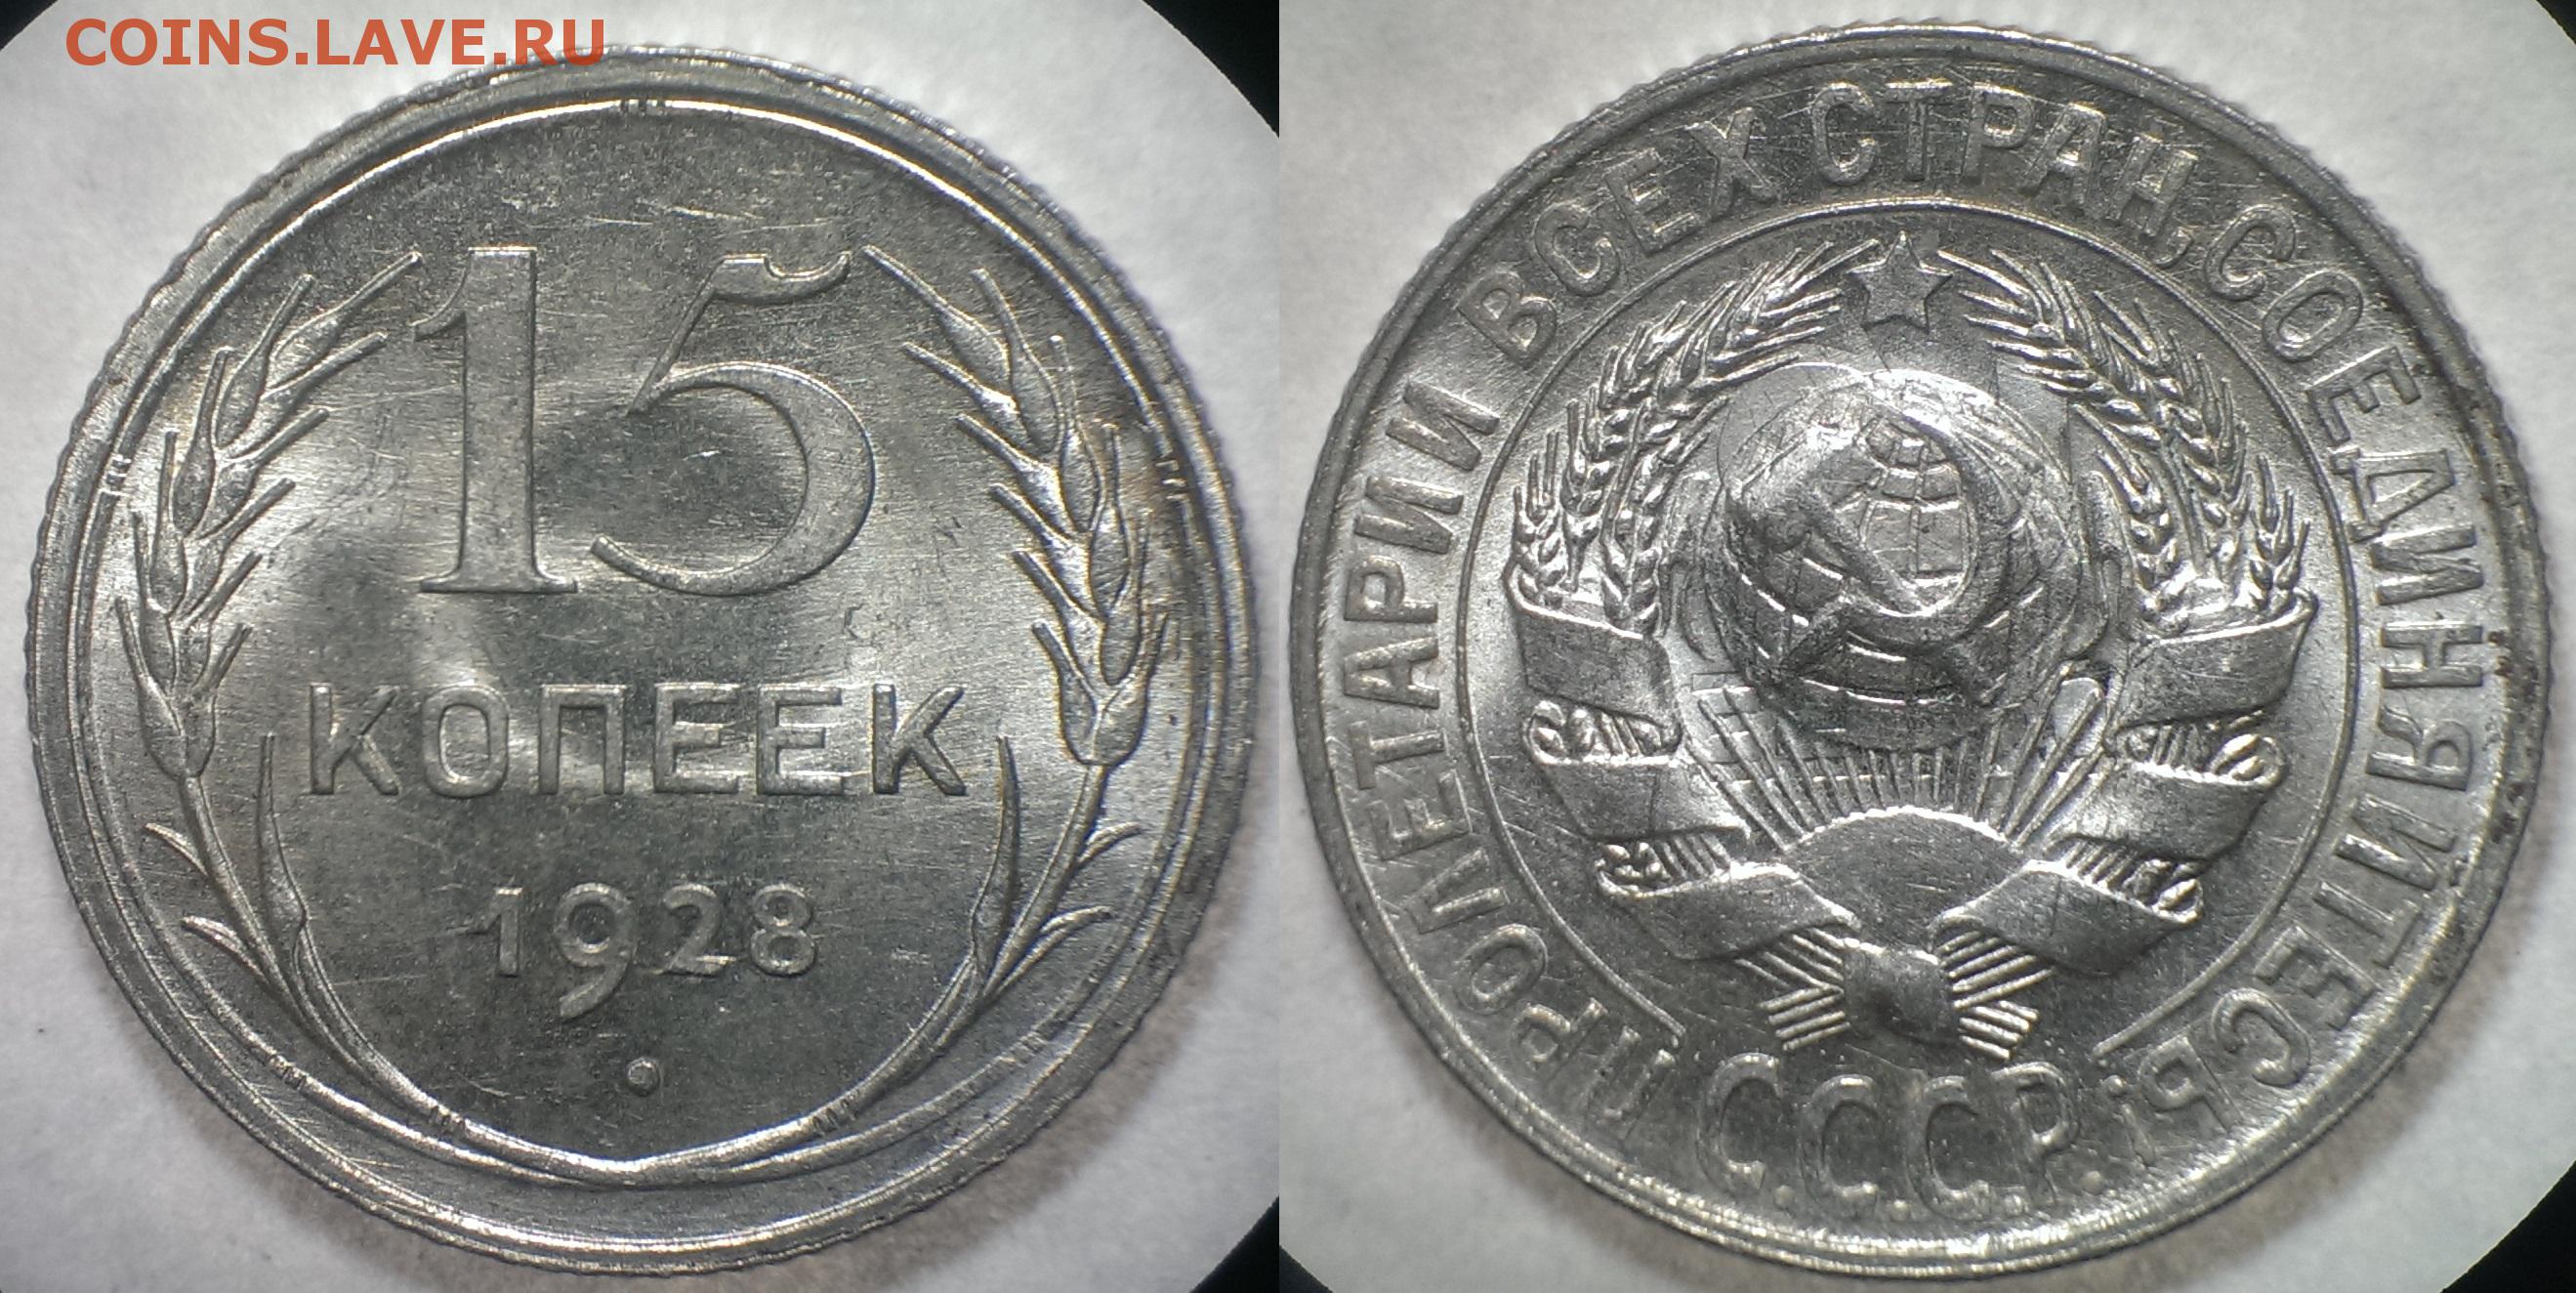 COINS.LAVE.RU
15
КОПЕЕК
1928
ПРОЛЕТАРИИ ВСЕХ СТРАН, СОЕДИНЯЙТЕСЬ!
С.С.С.Р.